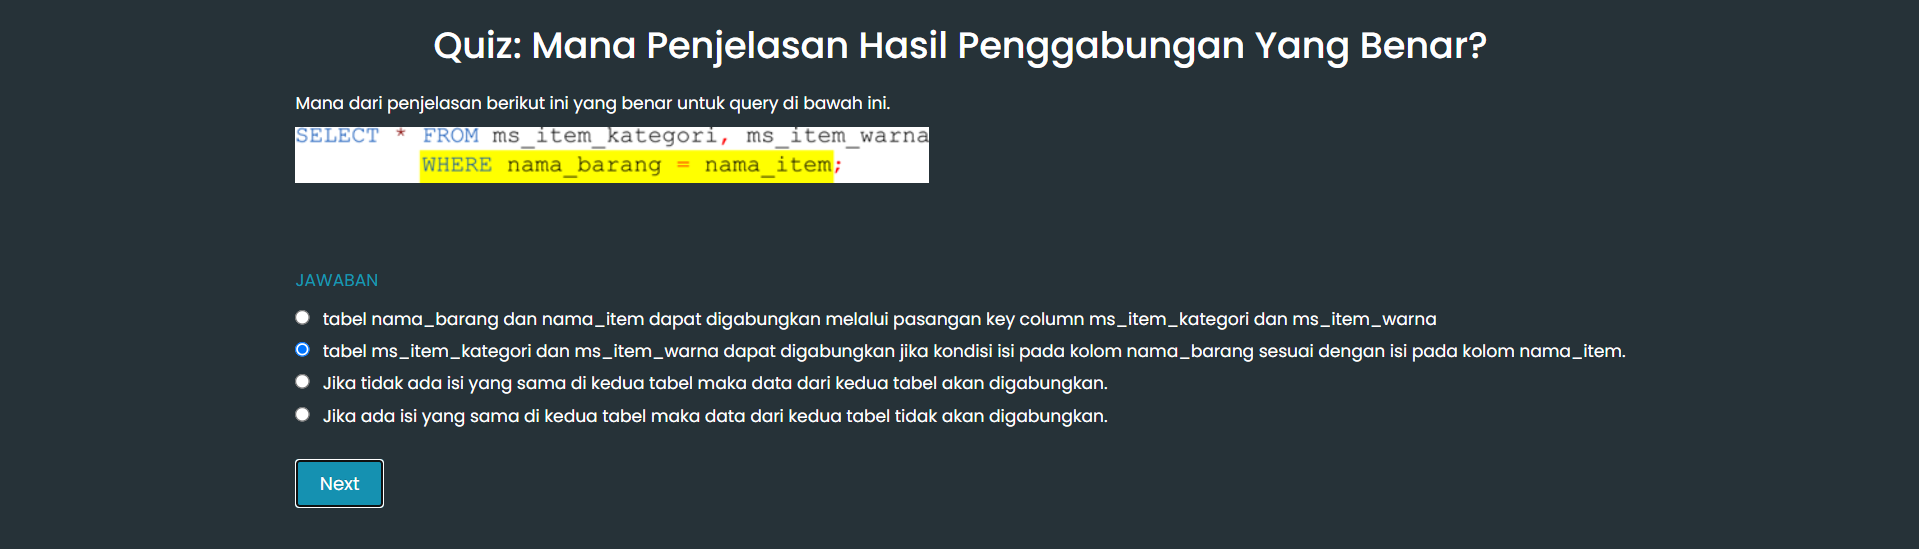 Quiz: Mana Penjelasan Hasil Penggabungan Yang Benar?
Mana dari penjelasan berikut ini yang benar untuk query di bawah ini.
SELECT * FROM ms_item_kategori, ms_item_warna
WHERE nama_barang = nama_item;
JAWABAN
tabel nama_barang dan nama_item dapat digabungkan melalui pasangan key column ms_item_kategori dan ms_item_warna
tabel ms_item_kategori dan ms_item_warna dapat digabungkan jika kondisi isi pada kolom nama_barang sesuai dengan isi pada kolom nama_item.
Jika tidak ada isi yang sama di kedua tabel maka data dari kedua tabel akan digabungkan.
Jika ada isi yang sama di kedua tabel maka data dari kedua tabel tidak akan digabungkan.
Next